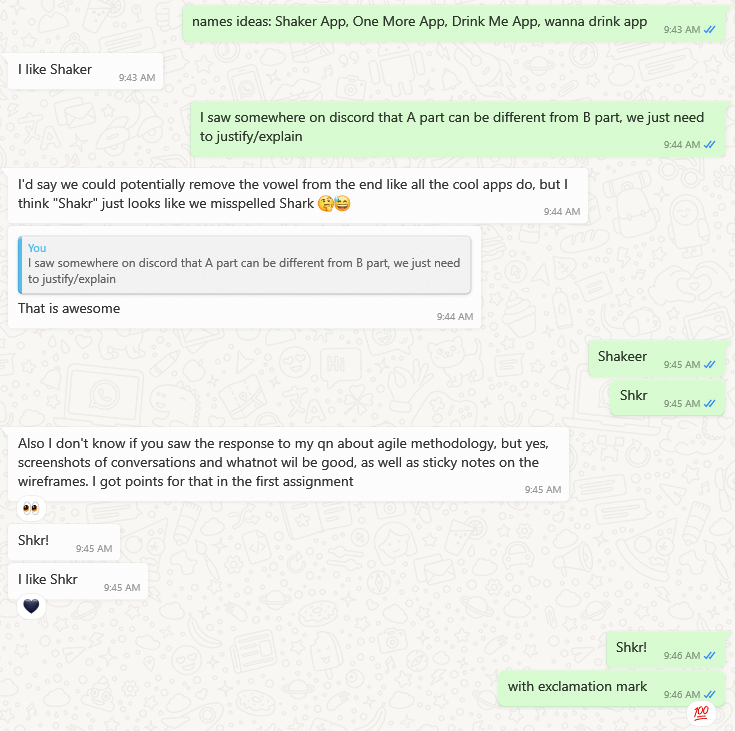 names ideas: Shaker App, One More App, Drink Me App, wanna drink app
9:43 AM
I like Shaker
9:43 AM
I saw somewhere on discord that A part can be different from B part, we just need
to justify/explain
9:44 AM
I'd say we could potentially remove the vowel from the end like all the cool apps do, but I
think "Shakr" just looks like we misspelled Shark 🤔😅
9:44 AM
You
I saw somewhere on discord that A part can be different from B part, we just need
to justify/explain
That is awesome
9:44 AM
Shakeer
9:45 AM
Shkr
9:45 AM
Also I don't know if you saw the response to my qn about agile methodology, but yes,
screenshots of conversations and whatnot wil be good, as well as sticky notes on the
wireframes. I got points for that in the first assignment
9:45 AM
👀
Shkr!
9:45 AM
I like Shkr
9:45 AM
🖤
Shkr!
9:46 AM
with exclamation mark
9:46 AM
💯